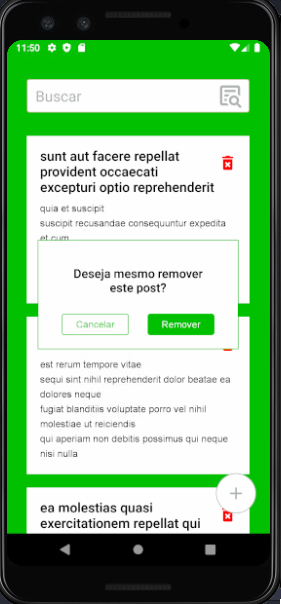 11:50
Buscar
sunt aut facere repellat
provident occaecati
excepturi optio reprehenderit
quia et suscipit
suscipit recusandae consequuntur expedita
et cum
Deseja mesmo remover
este post?
Cancelar
Remover
est rerum tempore vitae
sequi sint nihil reprehenderit dolor beatae ea
dolores neque
fugiat blanditiis voluptate porro vel nihil
molestiae ut reiciendis
qui aperiam non debitis possimus qui neque
nisi nulla
ea molestias quasi
exercitationem repellat qui